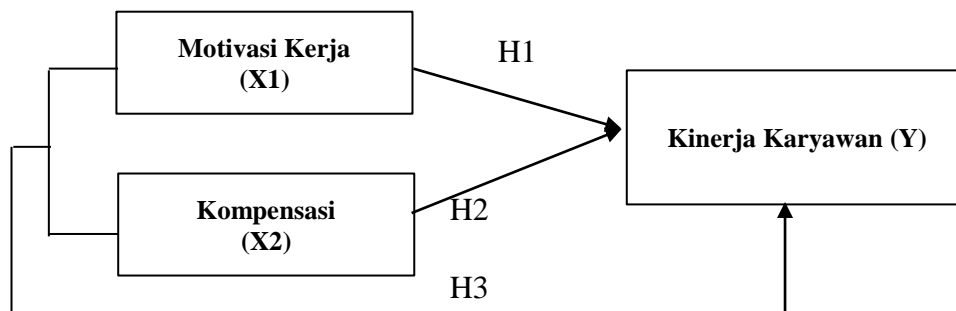 Motivasi Kerja
(X1)
H1
Kinerja Karyawan (Y)
Kompensasi
(X2)
H2
H3